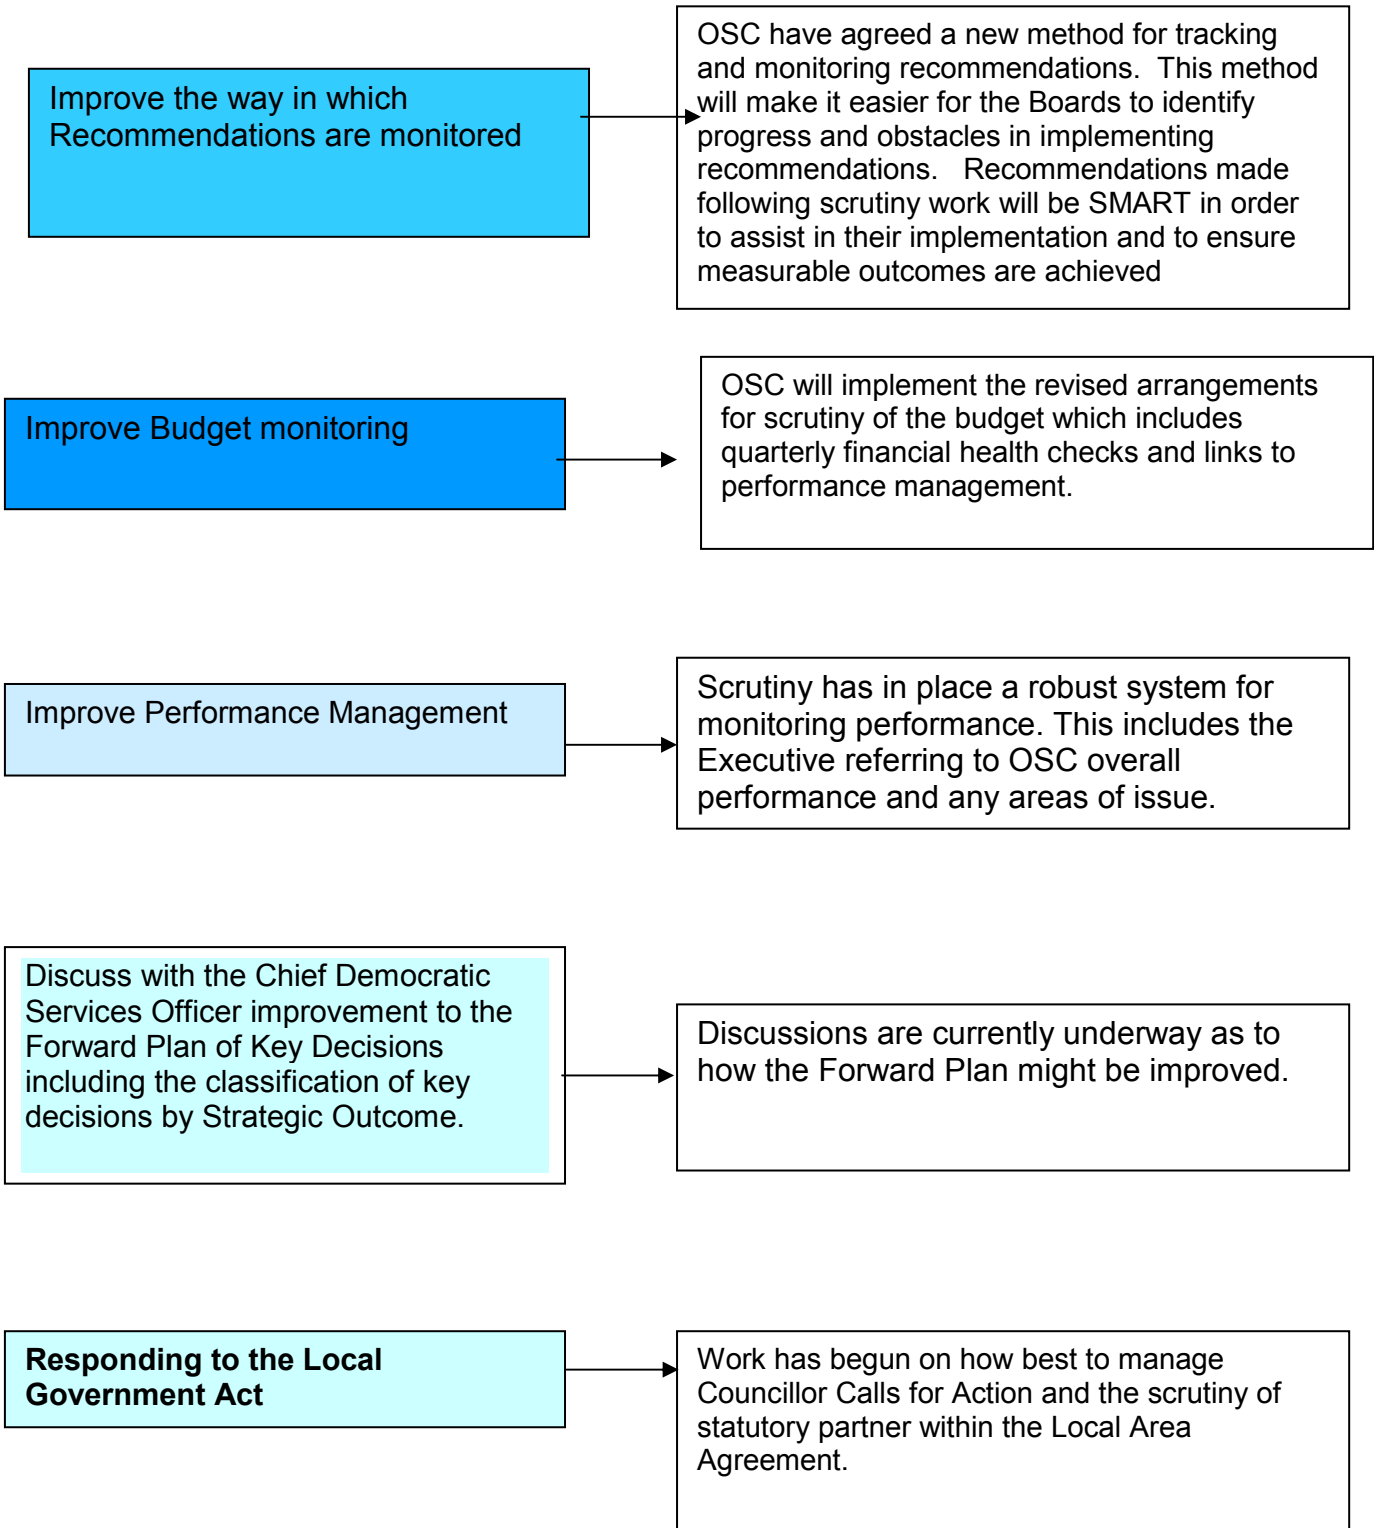 Improve the way in which
Recommendations are monitored
OSC have agreed a new method for tracking
and monitoring recommendations.  This method
will make it easier for the Boards to identify
progress and obstacles in implementing
recommendations.   Recommendations made
following scrutiny work will be SMART in order
to assist in their implementation and to ensure
measurable outcomes are achieved
Improve Budget monitoring
OSC will implement the revised arrangements
for scrutiny of the budget which includes
quarterly financial health checks and links to
performance management.
Improve Performance Management
Scrutiny has in place a robust system for
monitoring performance. This includes the
Executive referring to OSC overall
performance and any areas of issue.
Discuss with the Chief Democratic
Services Officer improvement to the
Forward Plan of Key Decisions
including the classification of key
decisions by Strategic Outcome.
Discussions are currently underway as to
how the Forward Plan might be improved.
Responding to the Local
Government Act
Work has begun on how best to manage
Councillor Calls for Action and the scrutiny of
statutory partner within the Local Area
Agreement.